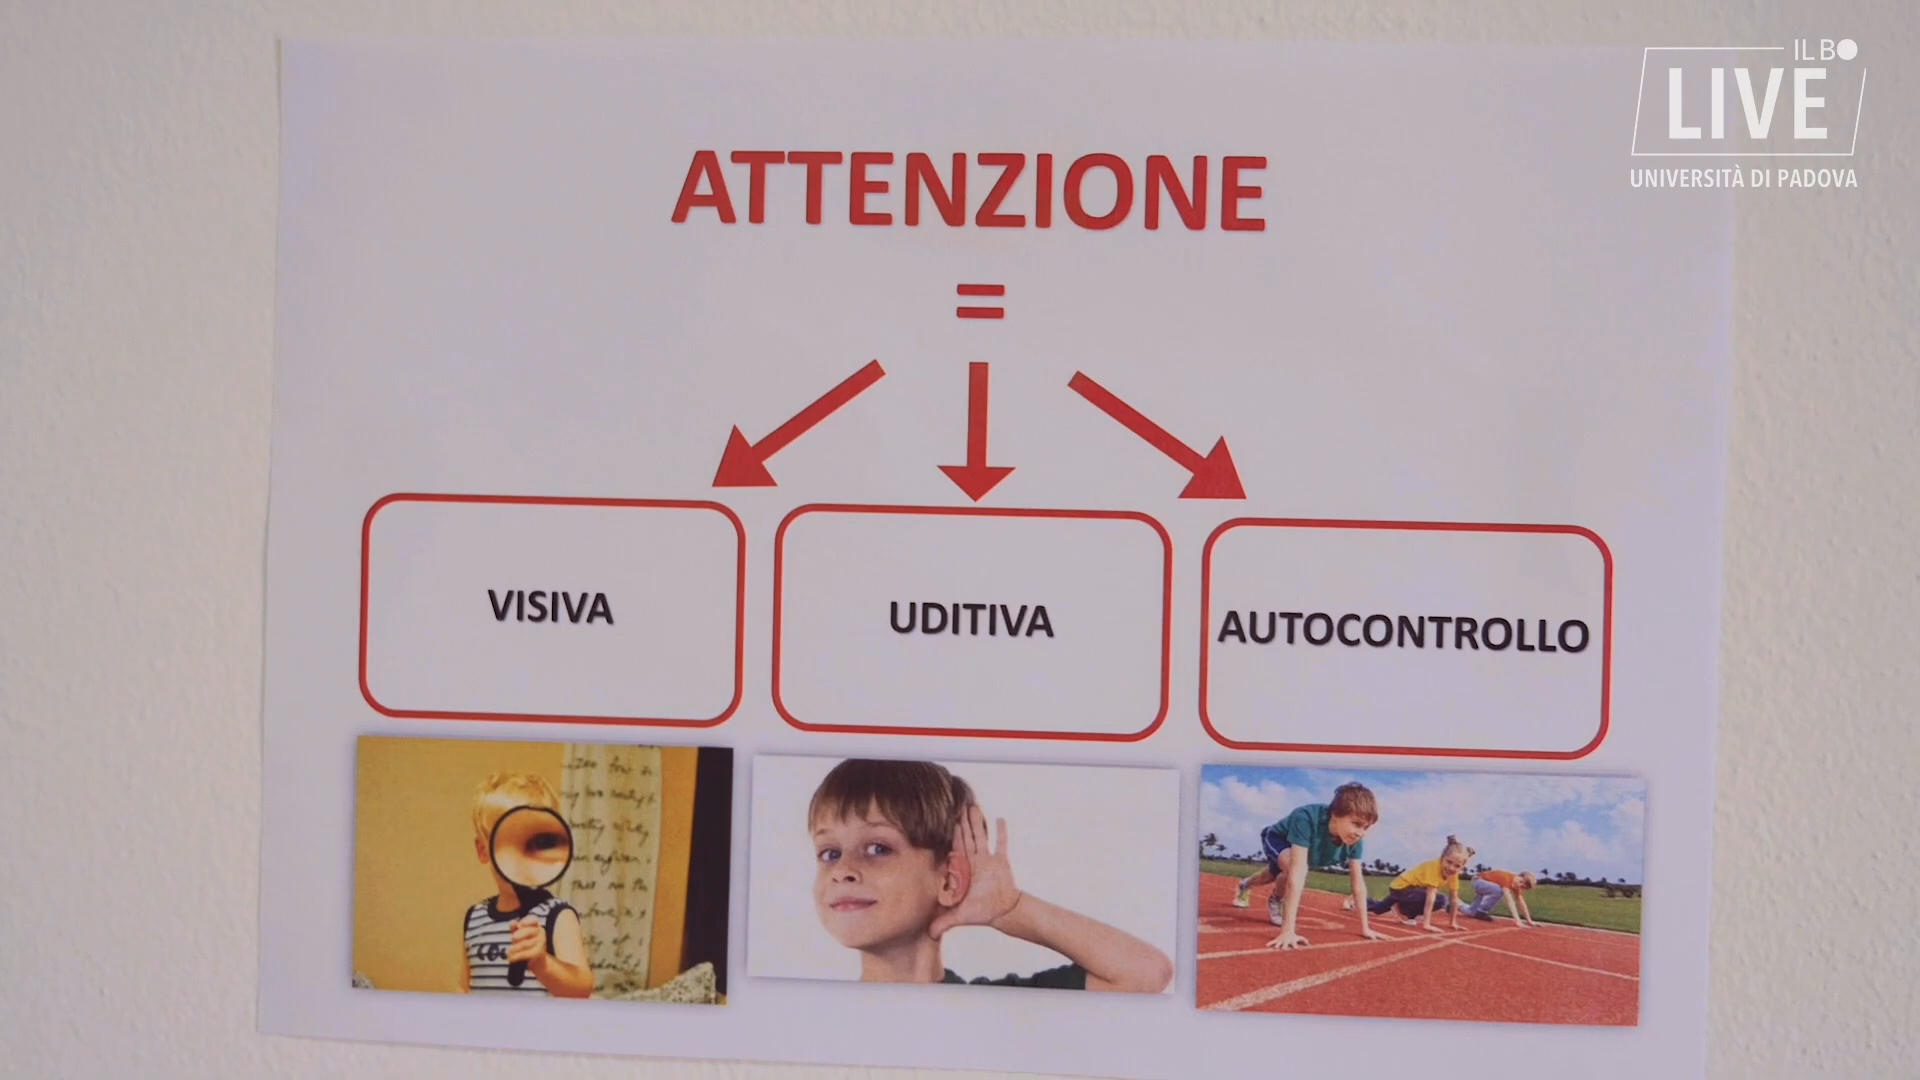 IL BO
LIVE
UNIVERSITÀ DI PADOVA
ATTENZIONE
=
VISIVA
UDITIVA
AUTOCONTROLLO